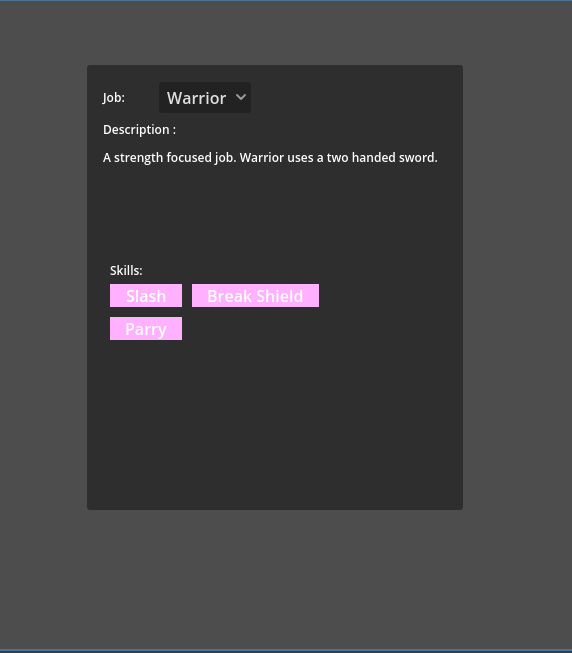 Job: Warrior
Description :
A strength focused job. Warrior uses a two handed sword.
Skills:
Slash Break Shield
Parry